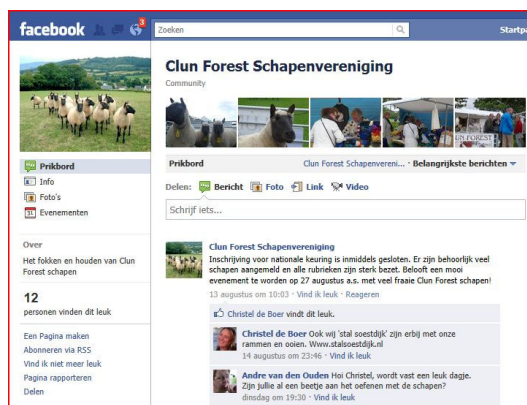 facebook
3
Zoeken
Startpa
Clun Forest Schapenvereniging
Community
UN FOREST
Prikbord
Info
Foto's
31 Evenementen
Over
Het fokken en houden van Clun
Forest schapen
12
personen vinden dit leuk
Een Pagina maken
Abonneren via RSS
Vind ik niet meer leuk
Pagina rapporteren
Delen
Prikbord
Clun Forest Schapenvereni... · Belangrijkste berichten
Delen: Bericht Foto Link Video
Schrijf iets...
Clun Forest Schapenvereniging
Inschrijving voor nationale keuring is inmiddels gesloten. Er zijn behoorlijk veel
schapen aangemeld en alle rubrieken zijn sterk bezet. Belooft een mooi
evenement te worden op 27 augustus a.s. met veel fraaie Clun Forest schapen!
13 augustus om 10:03 · Vind ik leuk · Reageren
Christel de Boer vindt dit leuk.
Christel de Boer Ook wij 'stal soestdijk' zijn erbij met onze
rammen en ooien. Www.stalsoestdijk.nl
14 augustus om 23:46 · Vind ik leuk
Andre van den Ouden Hoi Christel, wordt vast een leuk dagje.
Zijn jullie al een beetje aan het oefenen met de schapen?
dinsdag om 19:30 · Vind ik leuk